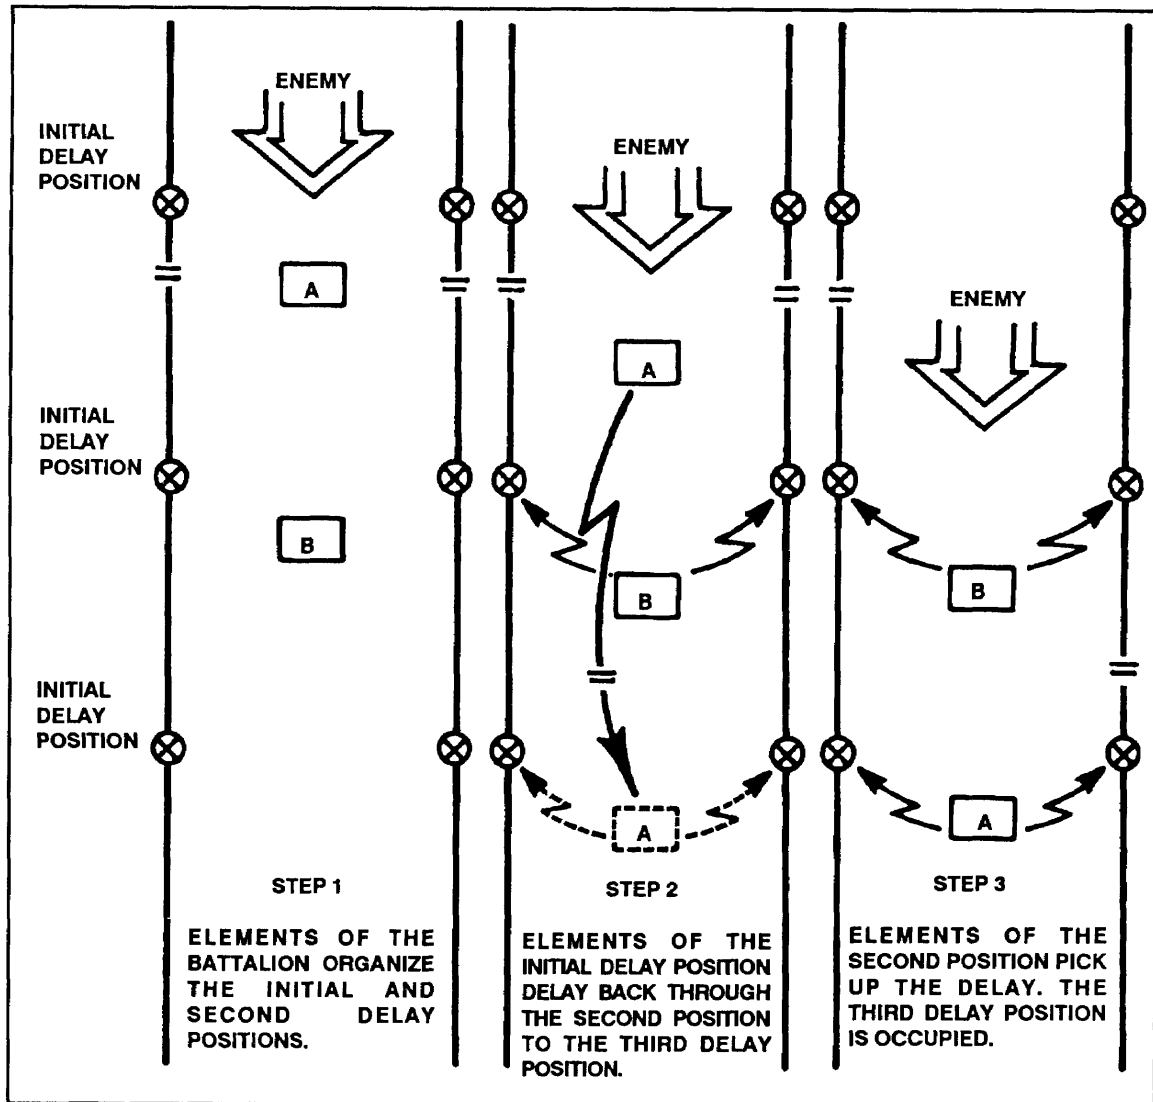 ENEMY
INITIAL
DELAY
POSITION
A
INITIAL
DELAY
POSITION
B
INITIAL
DELAY
POSITION
STEP 1
ELEMENTS OF THE
BATTALION ORGANIZE
THE INITIAL AND
SECOND DELAY
POSITIONS.
ENEMY
A
B
A
STEP 2
ELEMENTS OF THE
INITIAL DELAY POSITION
DELAY BACK THROUGH
THE SECOND POSITION
TO THE THIRD DELAY
POSITION.
ENEMY
B
A
STEP 3
ELEMENTS OF THE
SECOND POSITION PICK
UP THE DELAY. THE
THIRD DELAY POSITION
IS OCCUPIED.